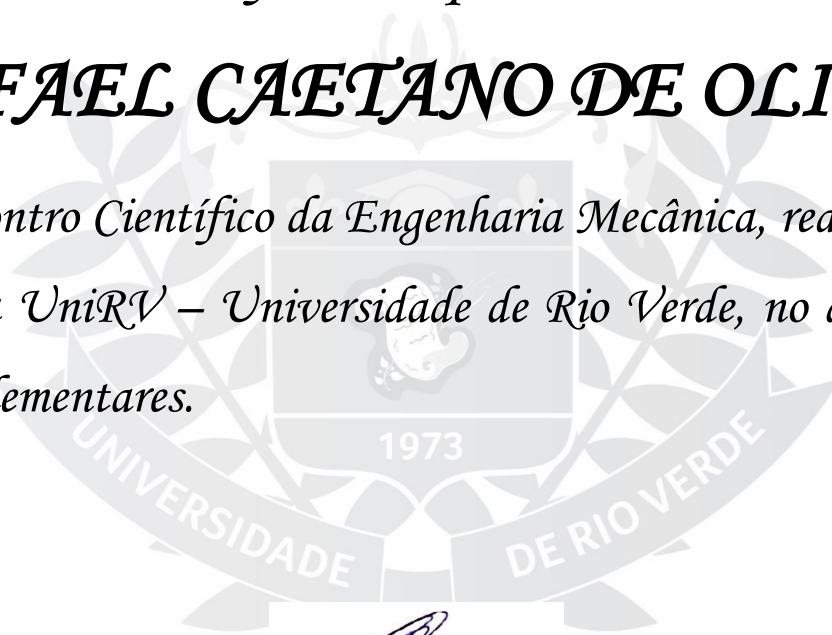 FAEL CAETANO DE OLI
ontro Científico da Engenharia Mecânica, rea
a UniRV – Universidade de Rio Verde, no d
lementares.
1973
UNIVERSIDADE DE RIO VERDE